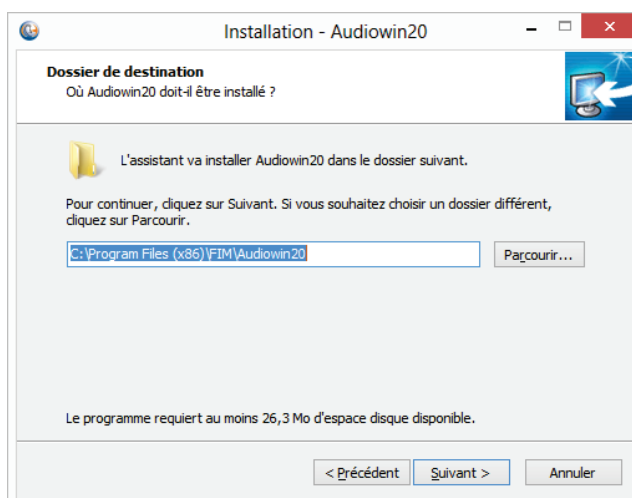 Installation - Audiowin20
Dossier de destination
Où Audiowin20 doit-il être installé ?
L'assistant va installer Audiowin20 dans le dossier suivant.
Pour continuer, cliquez sur Suivant. Si vous souhaitez choisir un dossier différent,
cliquez sur Parcourir.
C:\Program Files (x86)\FIM\Audiowin20
Parcourir...
Le programme requiert au moins 26,3 Mo d'espace disque disponible.
< Précédent
Suivant >
Annuler